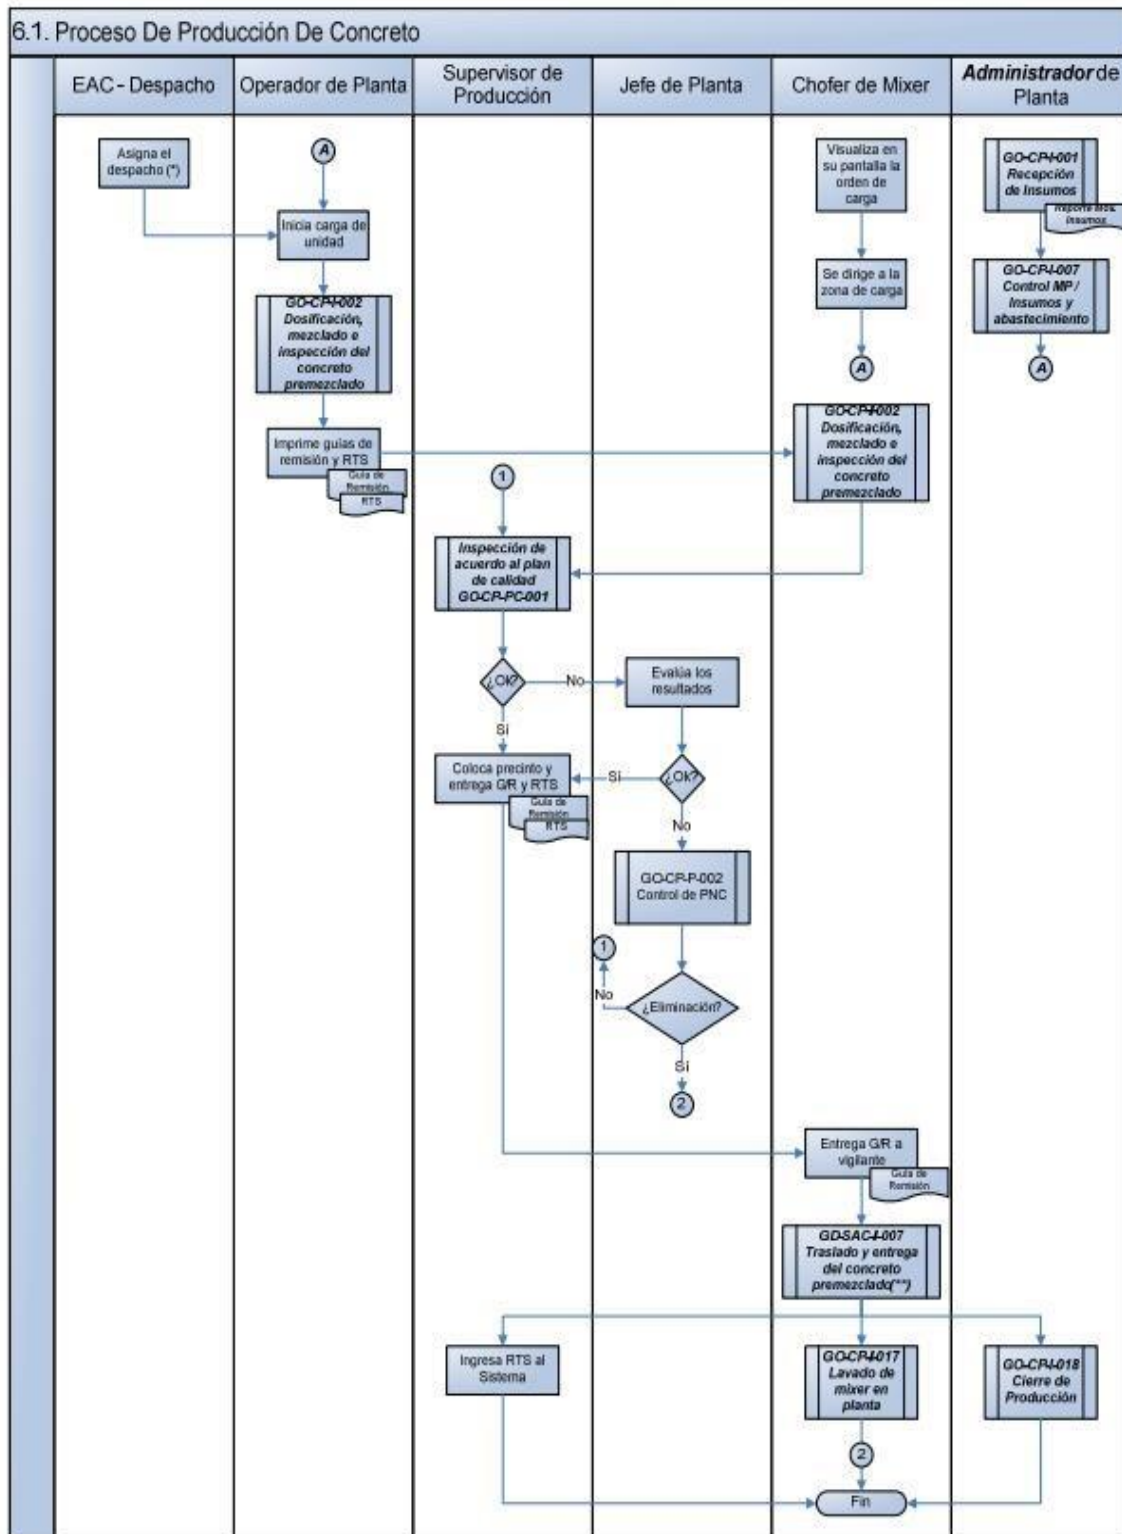 6.1. Proceso De Producción De Concreto
EAC - Despacho
Operador de Planta
Supervisor de
Producción
Jefe de Planta
Chofer de Mixer
Administrador de
Planta
Asigna el
despacho (*)
A
Visualiza en
su pantalla la
orden de
carga
GO-CP-I-001
Recepción
de Insumos
Insumos
Inicia carga de
unidad
Se dirige a la
zona de carga
GO-CP-I-007
Control MP /
Insumos y
abastecimiento
GO-CP-I-002
Dosificación,
mezclado e
inspección del
concreto
premezclado
A
A
Imprime guías de
remisión y RTS
Guía de
Remisión
RTS
GO-CP-I-002
Dosificación,
mezclado e
inspección del
concreto
premezclado
1
Inspección de
acuerdo al plan
de calidad
GO-CP-PC-001
¿Ok?
No
Evalúa los
resultados
Sí
Coloca precinto y
entrega G/R y RTS
Guía de
Remisión
RTS
Sí
¿Ok?
No
GO-CP-P-002
Control de PNC
1
No
¿Eliminación?
Sí
2
Entrega G/R a
vigilante
Guía de
Remisión
GD-SAC-I-007
Traslado y entrega
del concreto
premezclado(**)
Ingresa RTS al
Sistema
GO-CP-I-017
Lavado de
mixer en
planta
GO-CP-I-018
Cierre de
Producción
2
Fin